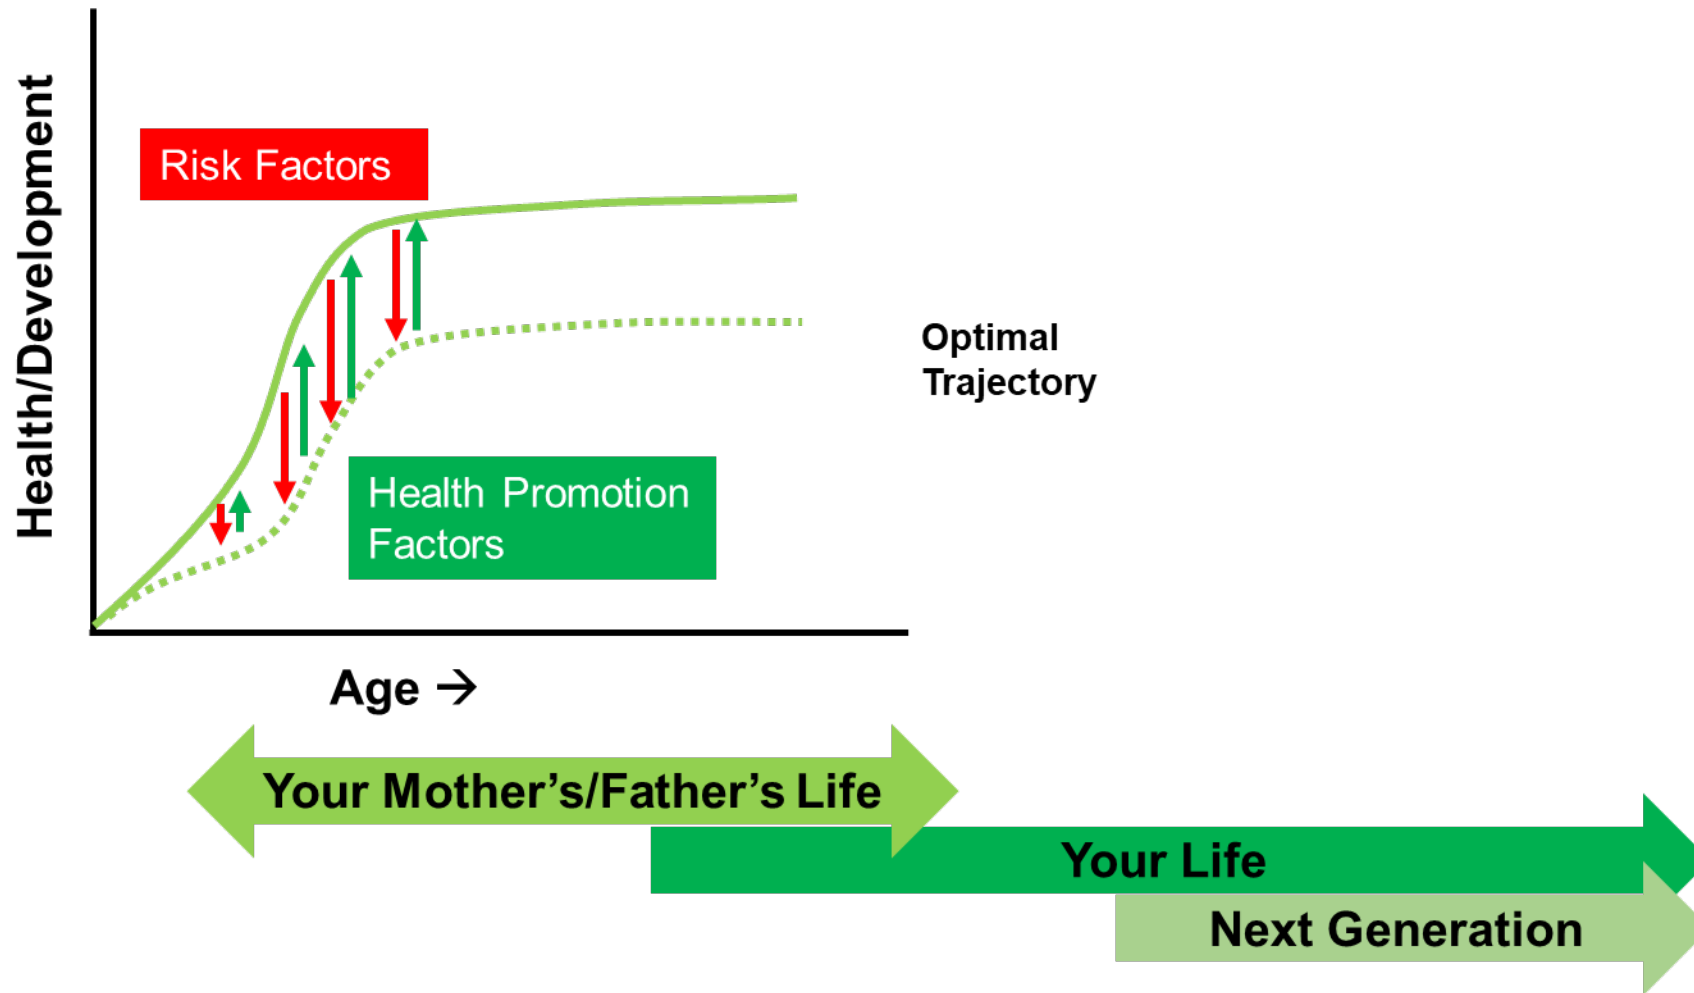 Health/Development
Risk Factors
Optimal
Trajectory
Health Promotion
Factors
Age →
Your Mother’s/Father’s Life
Your Life
Next Generation